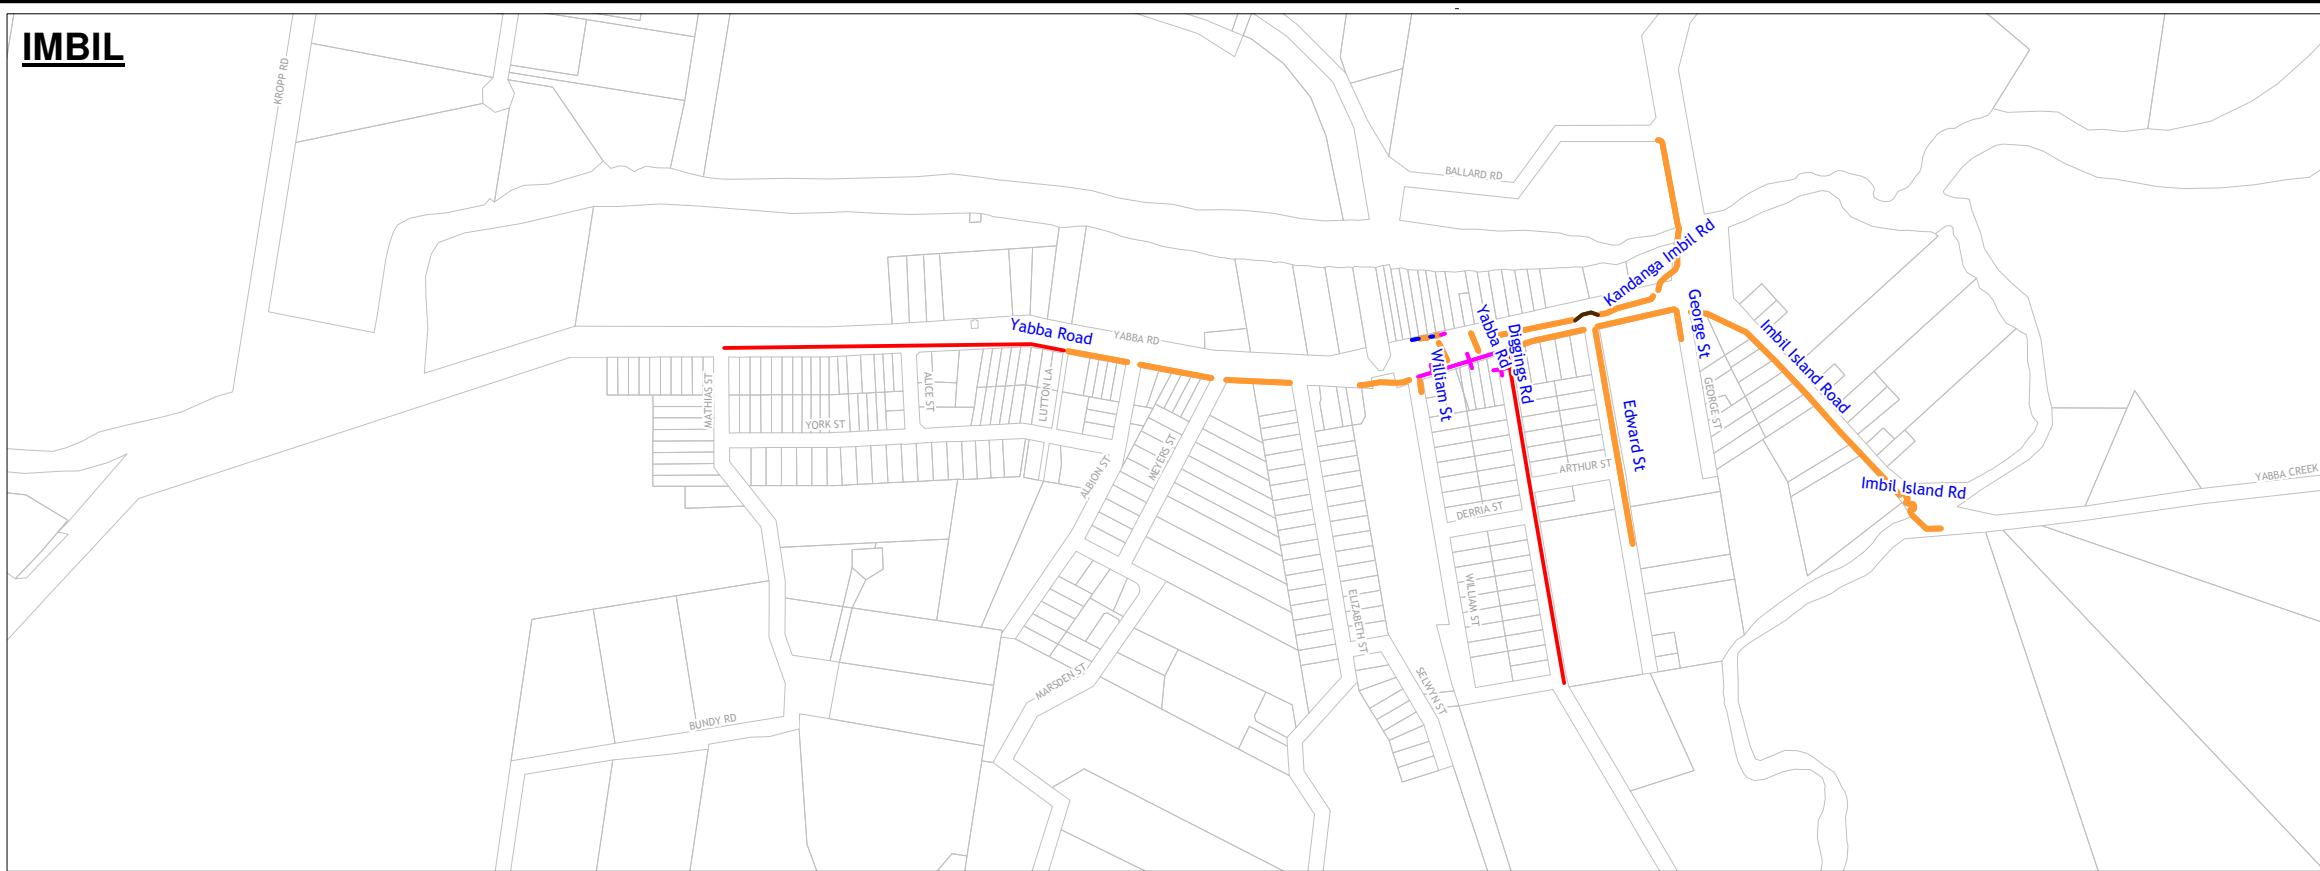 IMBIL
KROPP RD
BALLARD RD
Kandanga Imbil Rd
Yabba Road
YABBA RD
Yabba Rd
Diggings Rd
William St
George St
Imbil Island Road
MATHIAS ST
ALICE ST
LUTTON LA
YORK ST
ALBION ST
MEYERS ST
Edward St
GEORGE ST
ARTHUR ST
DERRIA ST
Imbil Island Rd
YABBA CREEK
WILLIAM ST
ELIZABETH ST
SELWYN ST
MARSDEN ST
BUNDY RD